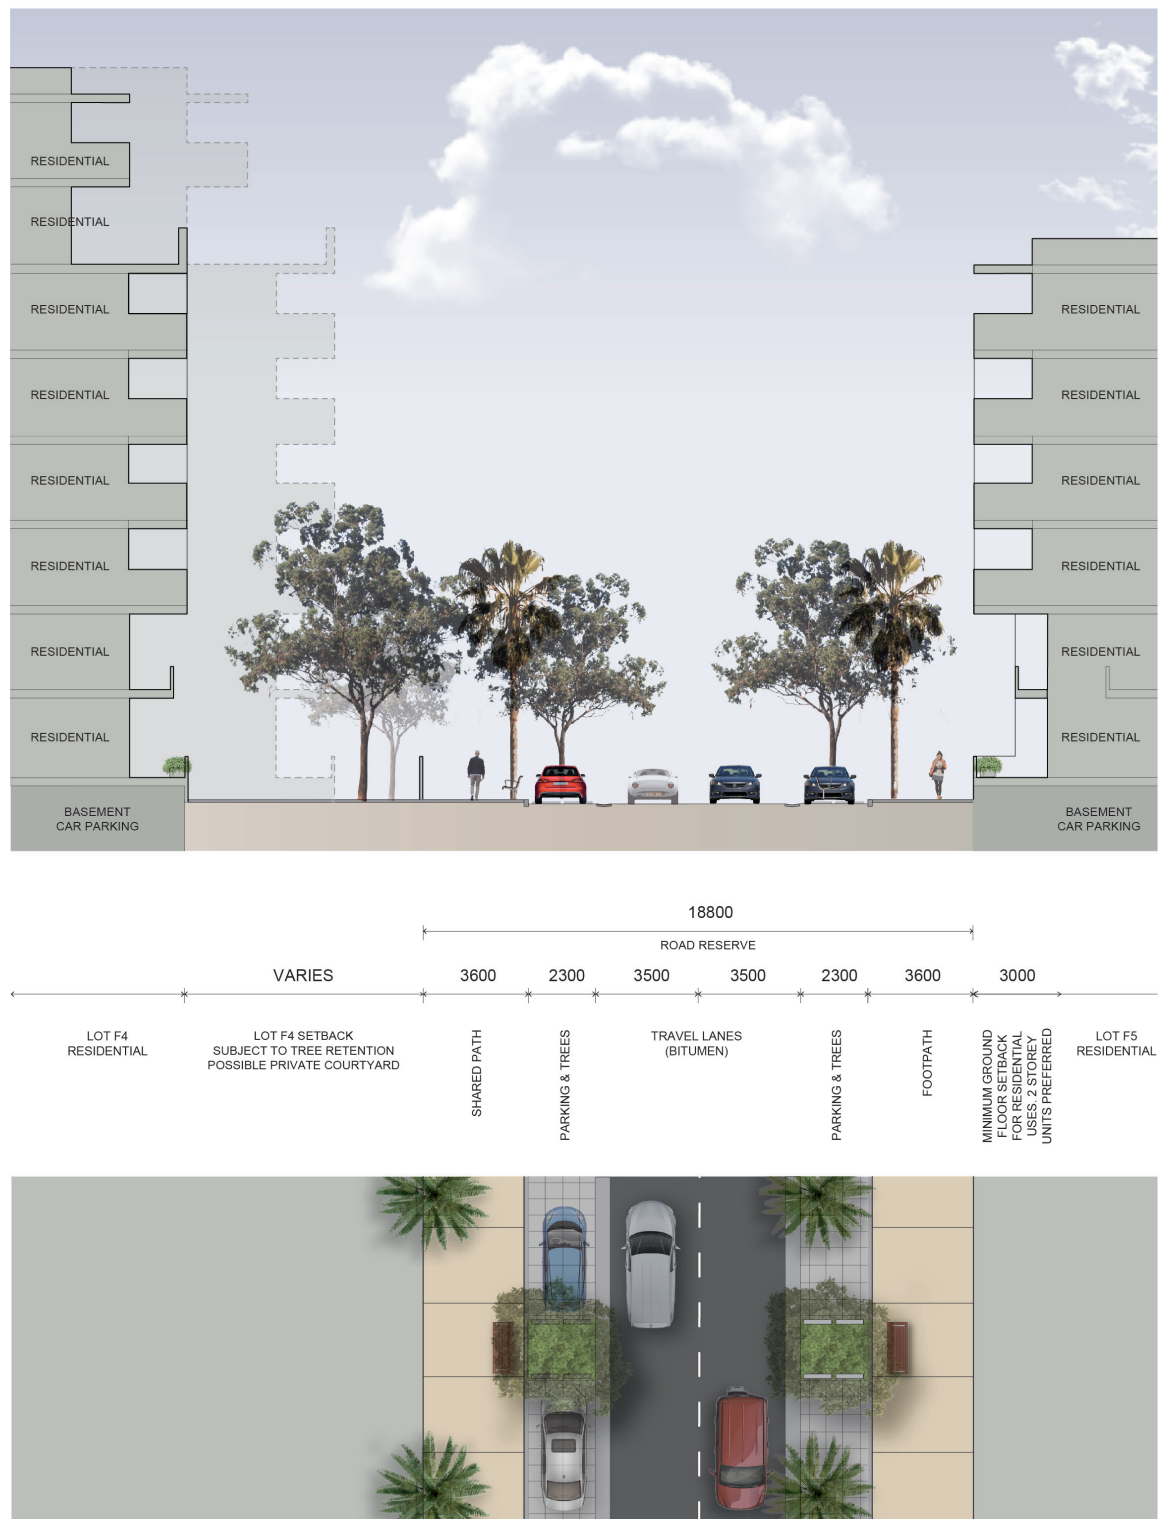 RESIDENTIAL
RESIDENTIAL
RESIDENTIAL
RESIDENTIAL
RESIDENTIAL
RESIDENTIAL
RESIDENTIAL
RESIDENTIAL
BASEMENT
CAR PARKING
RESIDENTIAL
RESIDENTIAL
RESIDENTIAL
RESIDENTIAL
RESIDENTIAL
RESIDENTIAL
BASEMENT
CAR PARKING
18800
ROAD RESERVE
VARIES
3600
2300
3500
3500
2300
3600
3000
LOT F4
RESIDENTIAL
LOT F4 SETBACK
SUBJECT TO TREE RETENTION
POSSIBLE PRIVATE COURTYARD
SHARED PATH
PARKING & TREES
TRAVEL LANES
(BITUMEN)
PARKING & TREES
FOOTPATH
MINIMUM GROUND
FLOOR SETBACK
FOR RESIDENTIAL
USES. 2 STOREY
UNITS PREFERRED
LOT F5
RESIDENTIAL